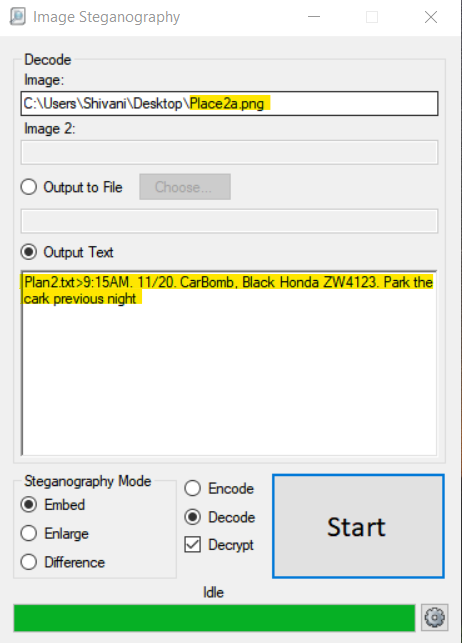 Image Steganography
Decode
Image:
C:\Users\Shivani\Desktop\Place2a.png
Image 2:
Output to File
Choose...
Output Text
Plan2.txt>9:15AM. 11/20. CarBomb, Black Honda ZW4123. Park the
cark previous night
Steganography Mode
Embed
Enlarge
Difference
Encode
Decode
Decrypt
Start
Idle